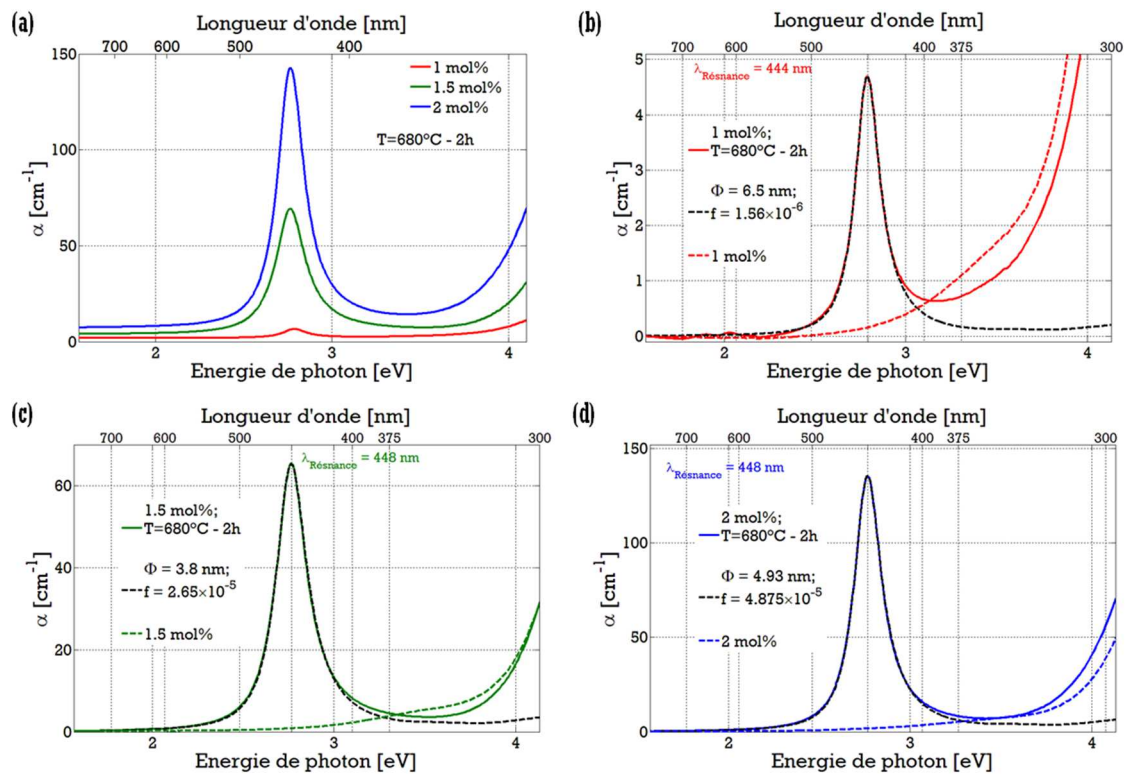 (a)
Longueur d'onde [nm]
700 600 500 400
150
100
50
0
α [cm⁻¹]
1 mol%
1.5 mol%
2 mol%
T=680°C - 2h
2 3 4
Energie de photon [eV]
(b)
Longueur d'onde [nm]
700 600 500 400 375 300
5
4
3
2
1
0
α [cm⁻¹]
λRésnance = 444 nm
1 mol%;
T=680°C - 2h
Φ = 6.5 nm;
f = 1.56×10⁻⁶
1 mol%
2 3 4
Energie de photon [eV]
(c)
Longueur d'onde [nm]
700 600 500 400 375 300
60
40
20
0
α [cm⁻¹]
λRésnance = 448 nm
1.5 mol%;
T=680°C - 2h
Φ = 3.8 nm;
f = 2.65×10⁻⁵
1.5 mol%
2 3 4
Energie de photon [eV]
(d)
Longueur d'onde [nm]
700 600 500 400 375 300
150
100
50
0
α [cm⁻¹]
λRésnance = 448 nm
2 mol%;
T=680°C - 2h
Φ = 4.93 nm;
f = 4.875×10⁻⁵
2 mol%
2 3 4
Energie de photon [eV]